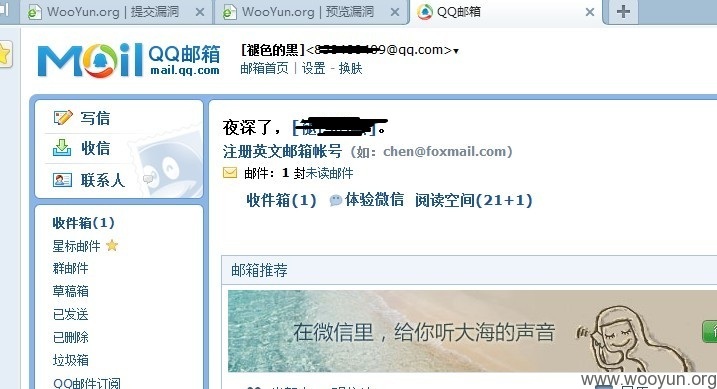 WooYun.org | 提交漏洞 WooYun.org | 预览漏洞 QQ邮箱
Mail QQ邮箱
mail.qq.com
[褪色的黑]< 9@qq.com>
邮箱首页 | 设置 - 换肤
写信
收信
联系人
收件箱(1)
星标邮件
群邮件
草稿箱
已发送
已删除
垃圾箱
QQ邮件订阅
夜深了，[ ]。
注册英文邮箱帐号 (如：chen@foxmail.com)
邮件：1 封未读邮件
收件箱(1) 体验微信 阅读空间(21+1)
邮箱推荐
在微信里，给你听大海的声音
www.wooyun.org